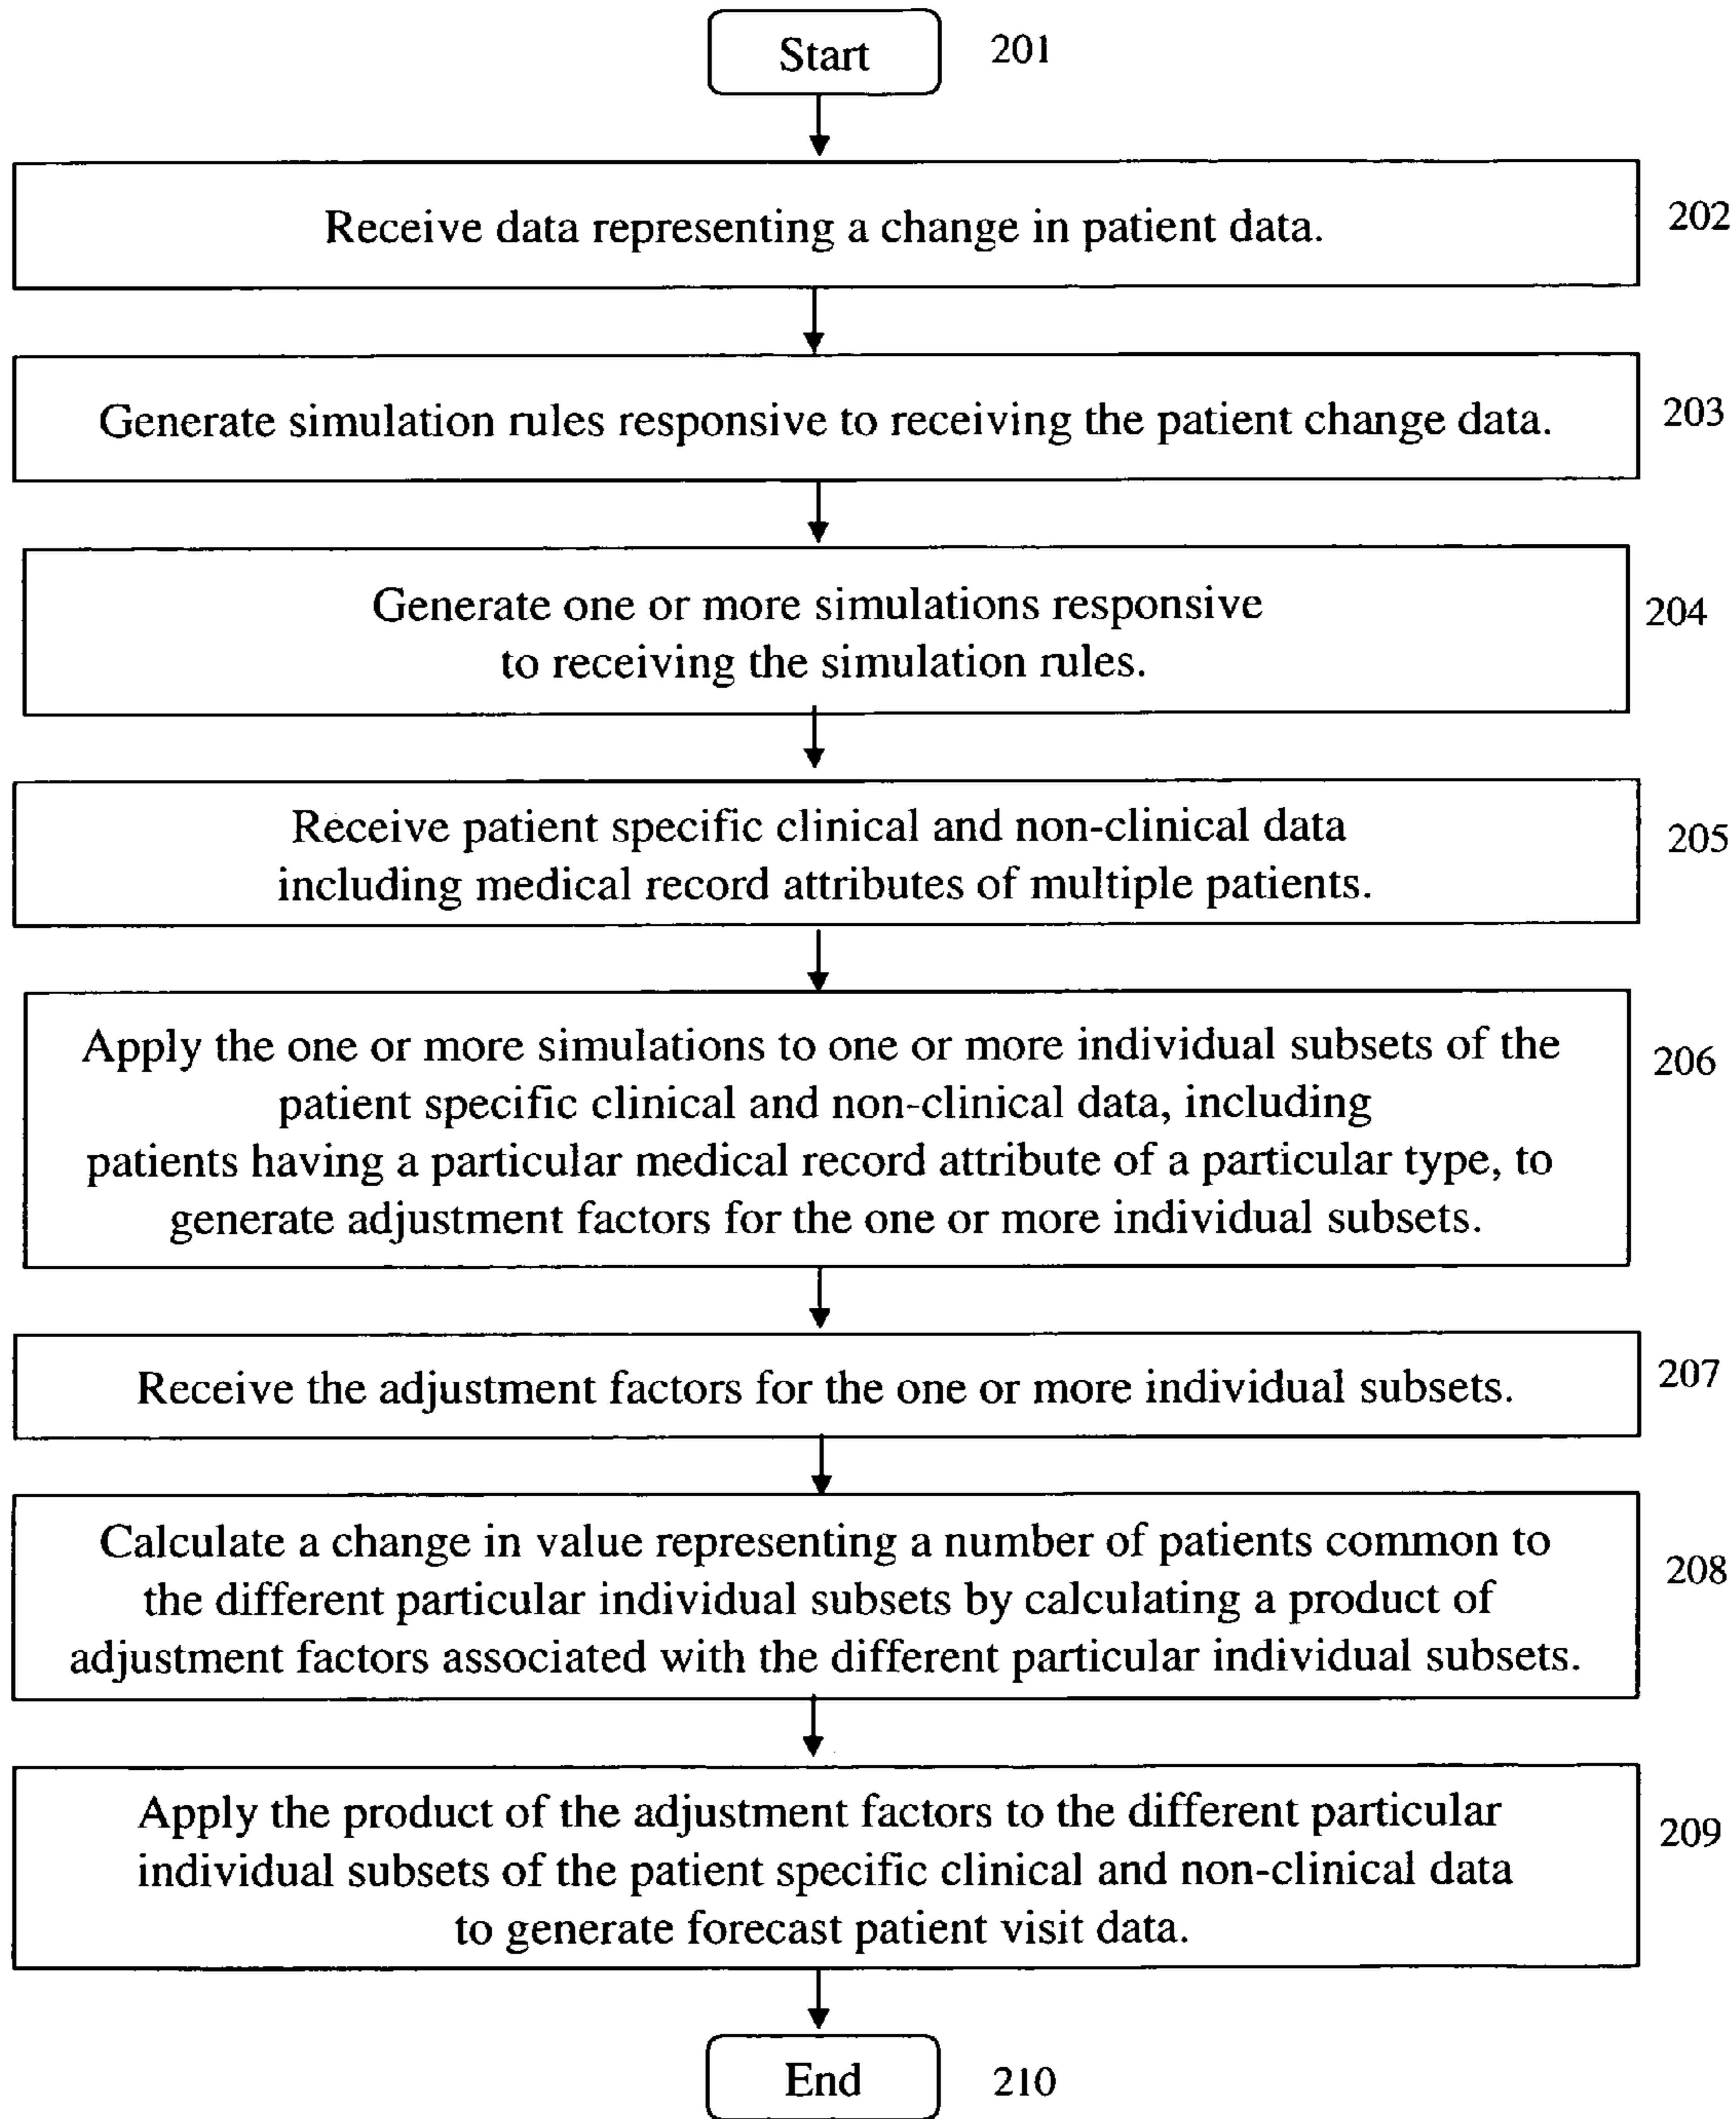 Start
201
Receive data representing a change in patient data.
202
Generate simulation rules responsive to receiving the patient change data.
203
Generate one or more simulations responsive
to receiving the simulation rules.
204
Receive patient specific clinical and non-clinical data
including medical record attributes of multiple patients.
205
Apply the one or more simulations to one or more individual subsets of the
patient specific clinical and non-clinical data, including
patients having a particular medical record attribute of a particular type, to
generate adjustment factors for the one or more individual subsets.
206
Receive the adjustment factors for the one or more individual subsets.
207
Calculate a change in value representing a number of patients common to
the different particular individual subsets by calculating a product of
adjustment factors associated with the different particular individual subsets.
208
Apply the product of the adjustment factors to the different particular
individual subsets of the patient specific clinical and non-clinical data
to generate forecast patient visit data.
209
End
210